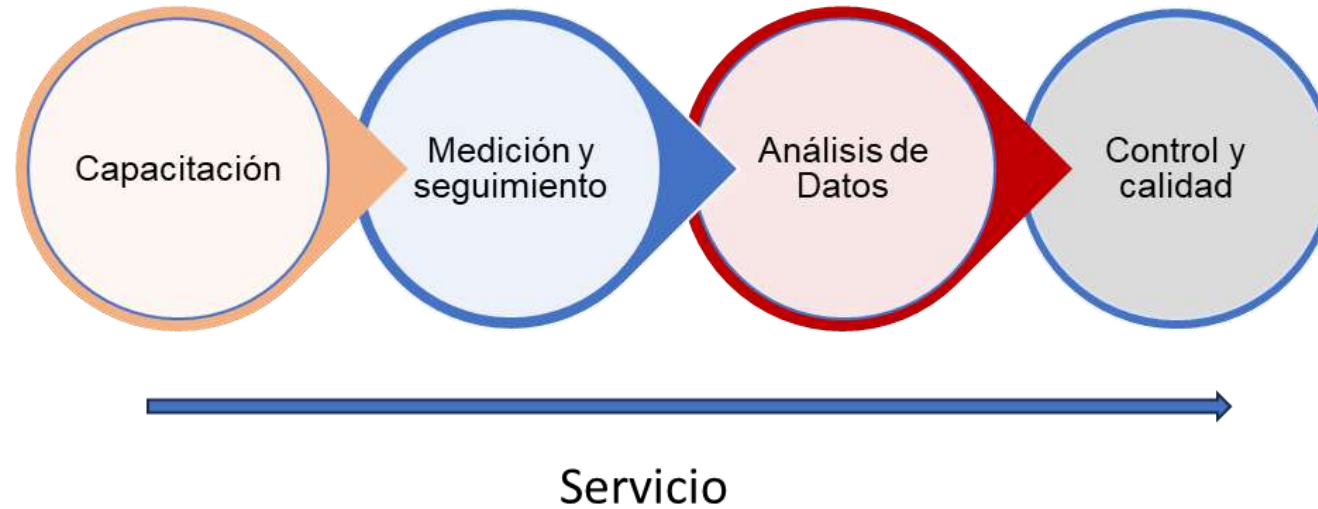 Capacitación
Medición y
seguimiento
Análisis de
Datos
Control y
calidad
Servicio